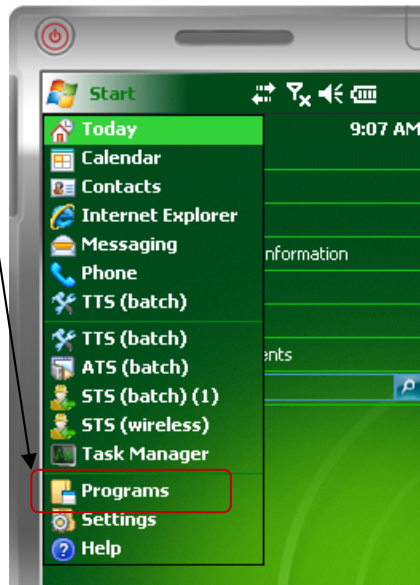 Start
Today
9:07 AM
Calendar
Contacts
Internet Explorer
Messaging
nformation
Phone
TTS (batch)
TTS (batch)
ents
ATS (batch)
STS (batch) (1)
STS (wireless)
Task Manager
Programs
Settings
Help